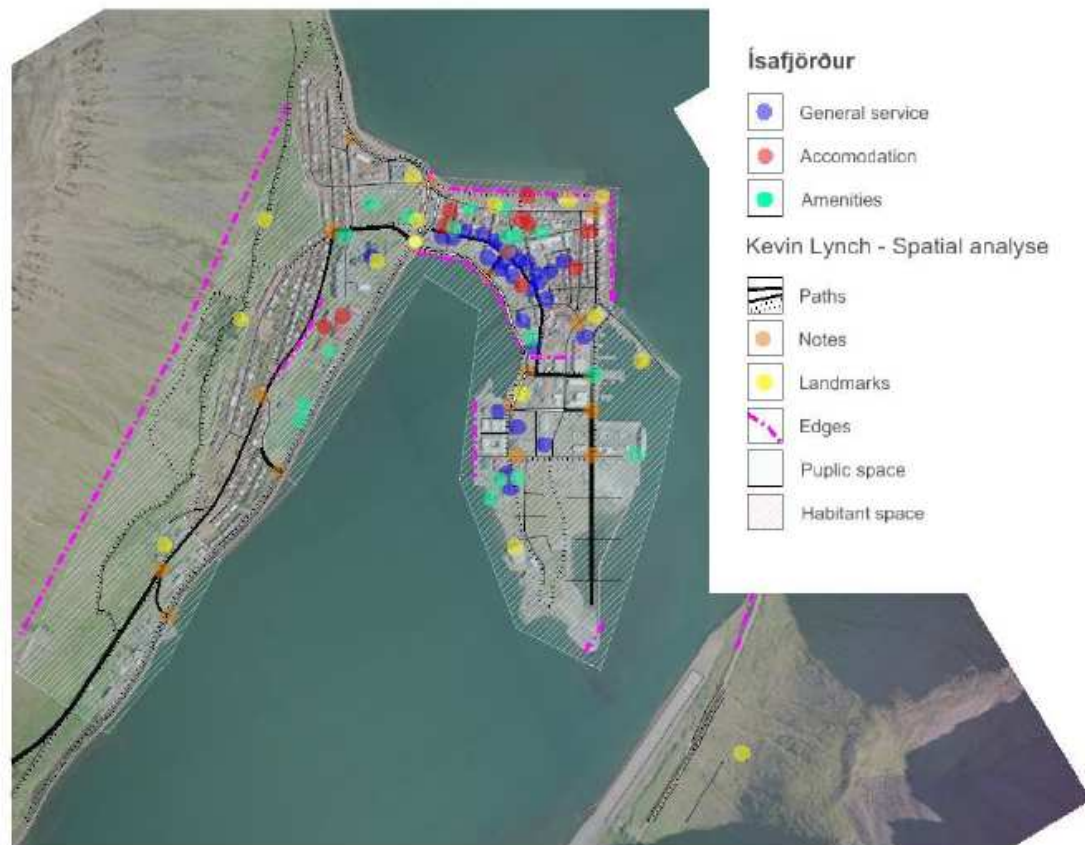 Ísafjörður
General service
Accomodation
Amenities
Kevin Lynch - Spatial analyse
Paths
Notes
Landmarks
Edges
Puplic space
Habitant space